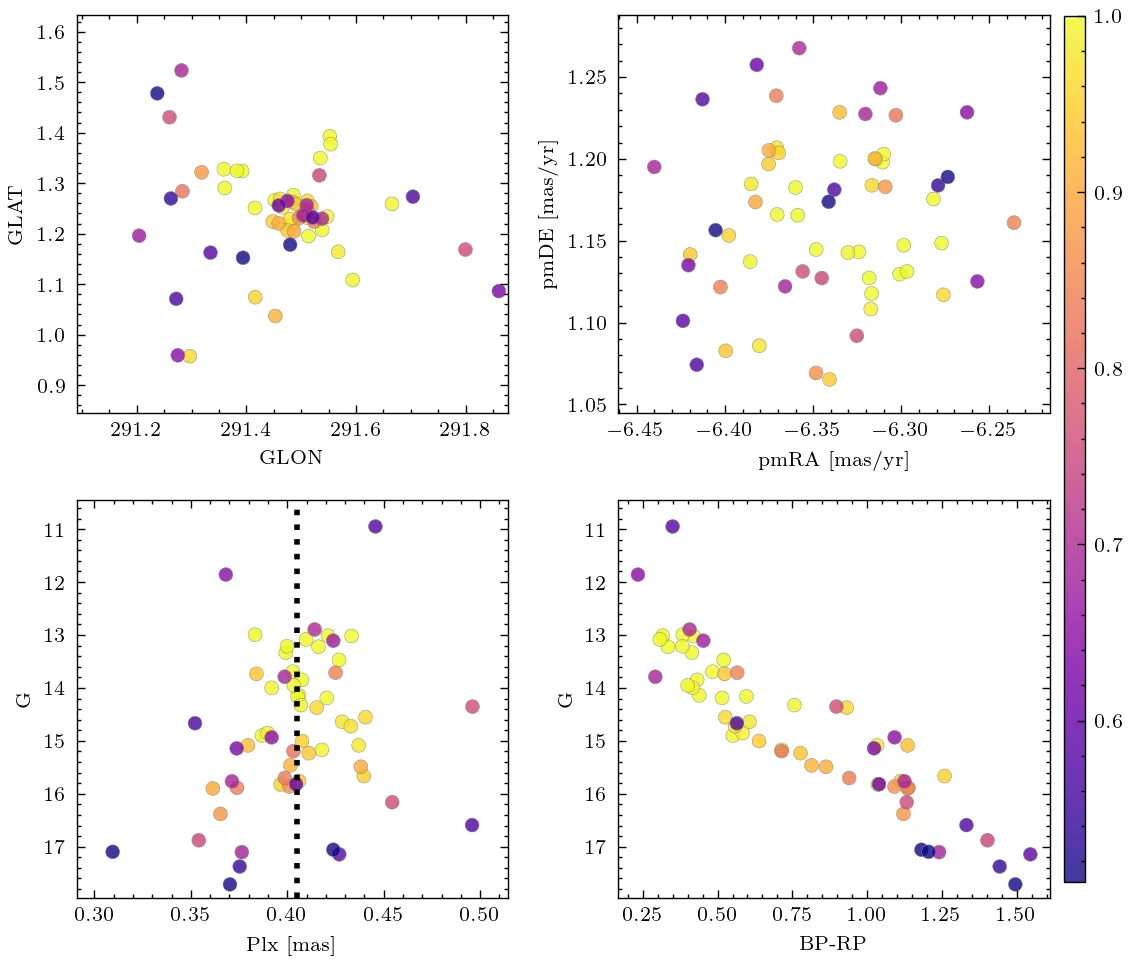 1.6
1.5
1.4
1.3
1.2
1.1
1.0
0.9
GLAT
291.2 291.4 291.6 291.8
GLON
1.25
1.20
1.15
1.10
1.05
pmDE [mas/yr]
−6.45 −6.40 −6.35 −6.30 −6.25
pmRA [mas/yr]
1.0
0.9
0.8
0.7
0.6
11
12
13
14
15
16
17
G
0.30 0.35 0.40 0.45 0.50
Plx [mas]
11
12
13
14
15
16
17
G
0.25 0.50 0.75 1.00 1.25 1.50
BP-RP